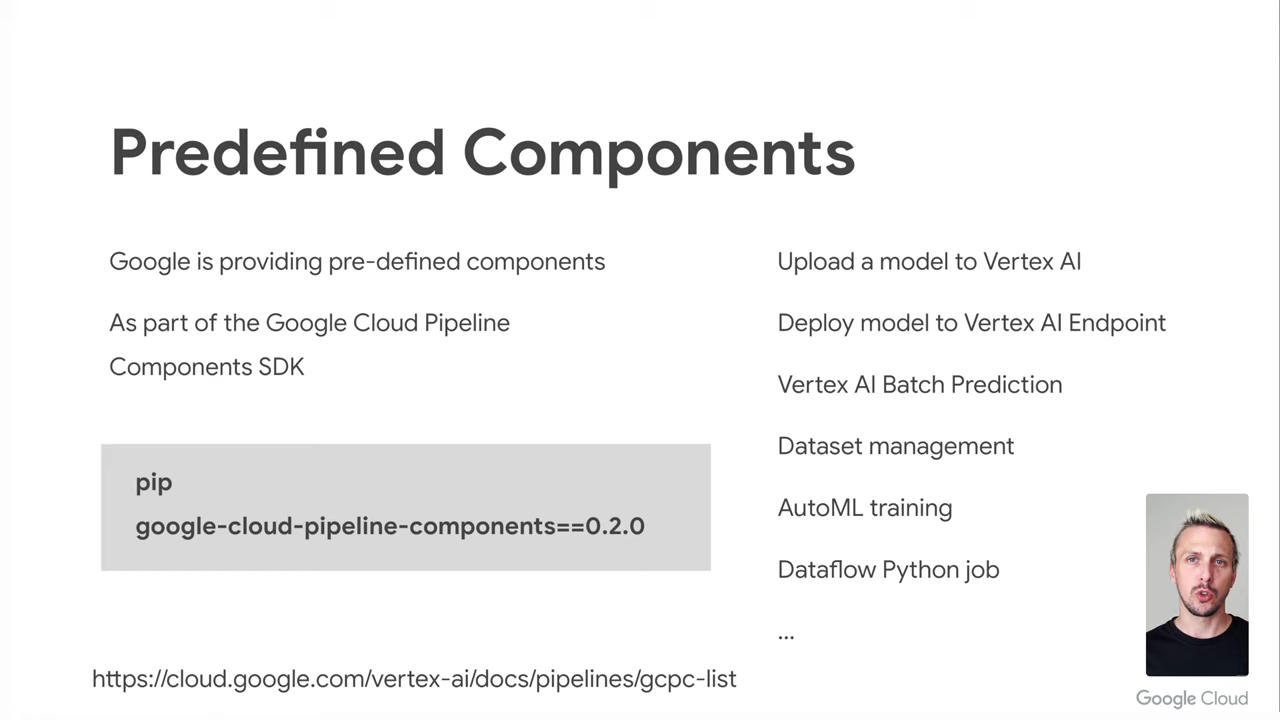 Predefined Components
Google is providing pre-defined components
As part of the Google Cloud Pipeline
Components SDK
pip
google-cloud-pipeline-components==0.2.0
https://cloud.google.com/vertex-ai/docs/pipelines/gcpc-list
Upload a model to Vertex AI
Deploy model to Vertex AI Endpoint
Vertex AI Batch Prediction
Dataset management
AutoML training
Dataflow Python job
...
Google Cloud